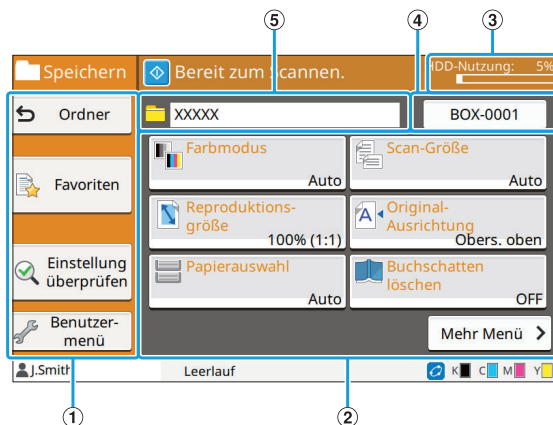 5 4 3
Speichern Bereit zum Scannen. HDD-Nutzung: 5%
Ordner XXXXX BOX-0001
Farbmodus Scan-Größe
Auto Auto
Favoriten
Reproduktions- Original-
größe Ausrichtung
100% (1:1) Obers. oben
Einstellung Papierauswahl Buchschatten
überprüfen löschen
Auto OFF
Benutzer-
menü Mehr Menü
J.Smith Leerlauf K C M Y
1 2